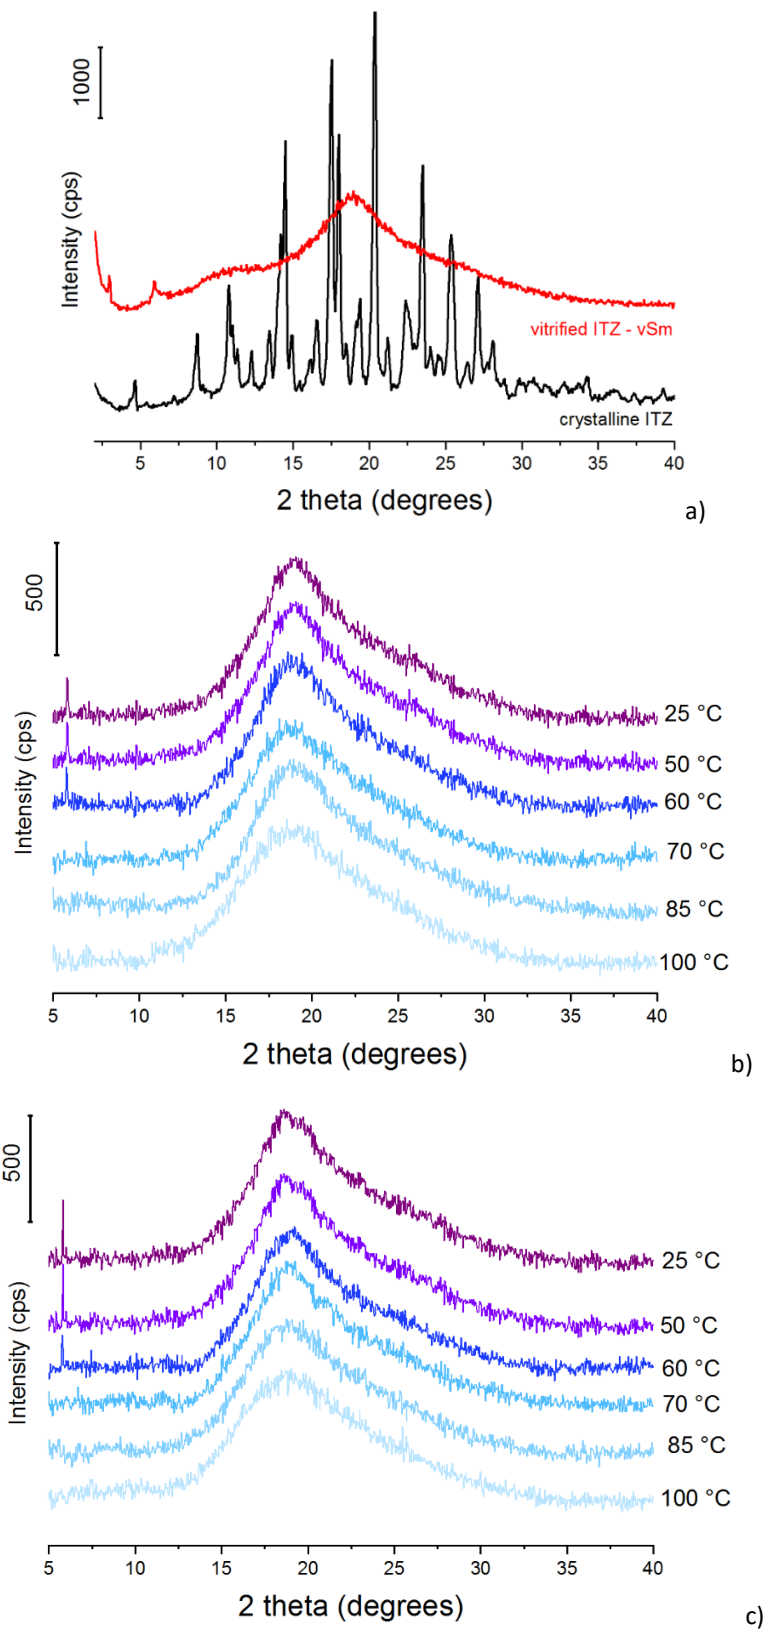 1000
Intensity (cps)
vitrified ITZ - vSm
crystalline ITZ
5 10 15 20 25 30 35 40
2 theta (degrees)
a)
500
Intensity (cps)
25 °C
50 °C
60 °C
70 °C
85 °C
100 °C
5 10 15 20 25 30 35 40
2 theta (degrees)
b)
500
Intensity (cps)
25 °C
50 °C
60 °C
70 °C
85 °C
100 °C
5 10 15 20 25 30 35 40
2 theta (degrees)
c)